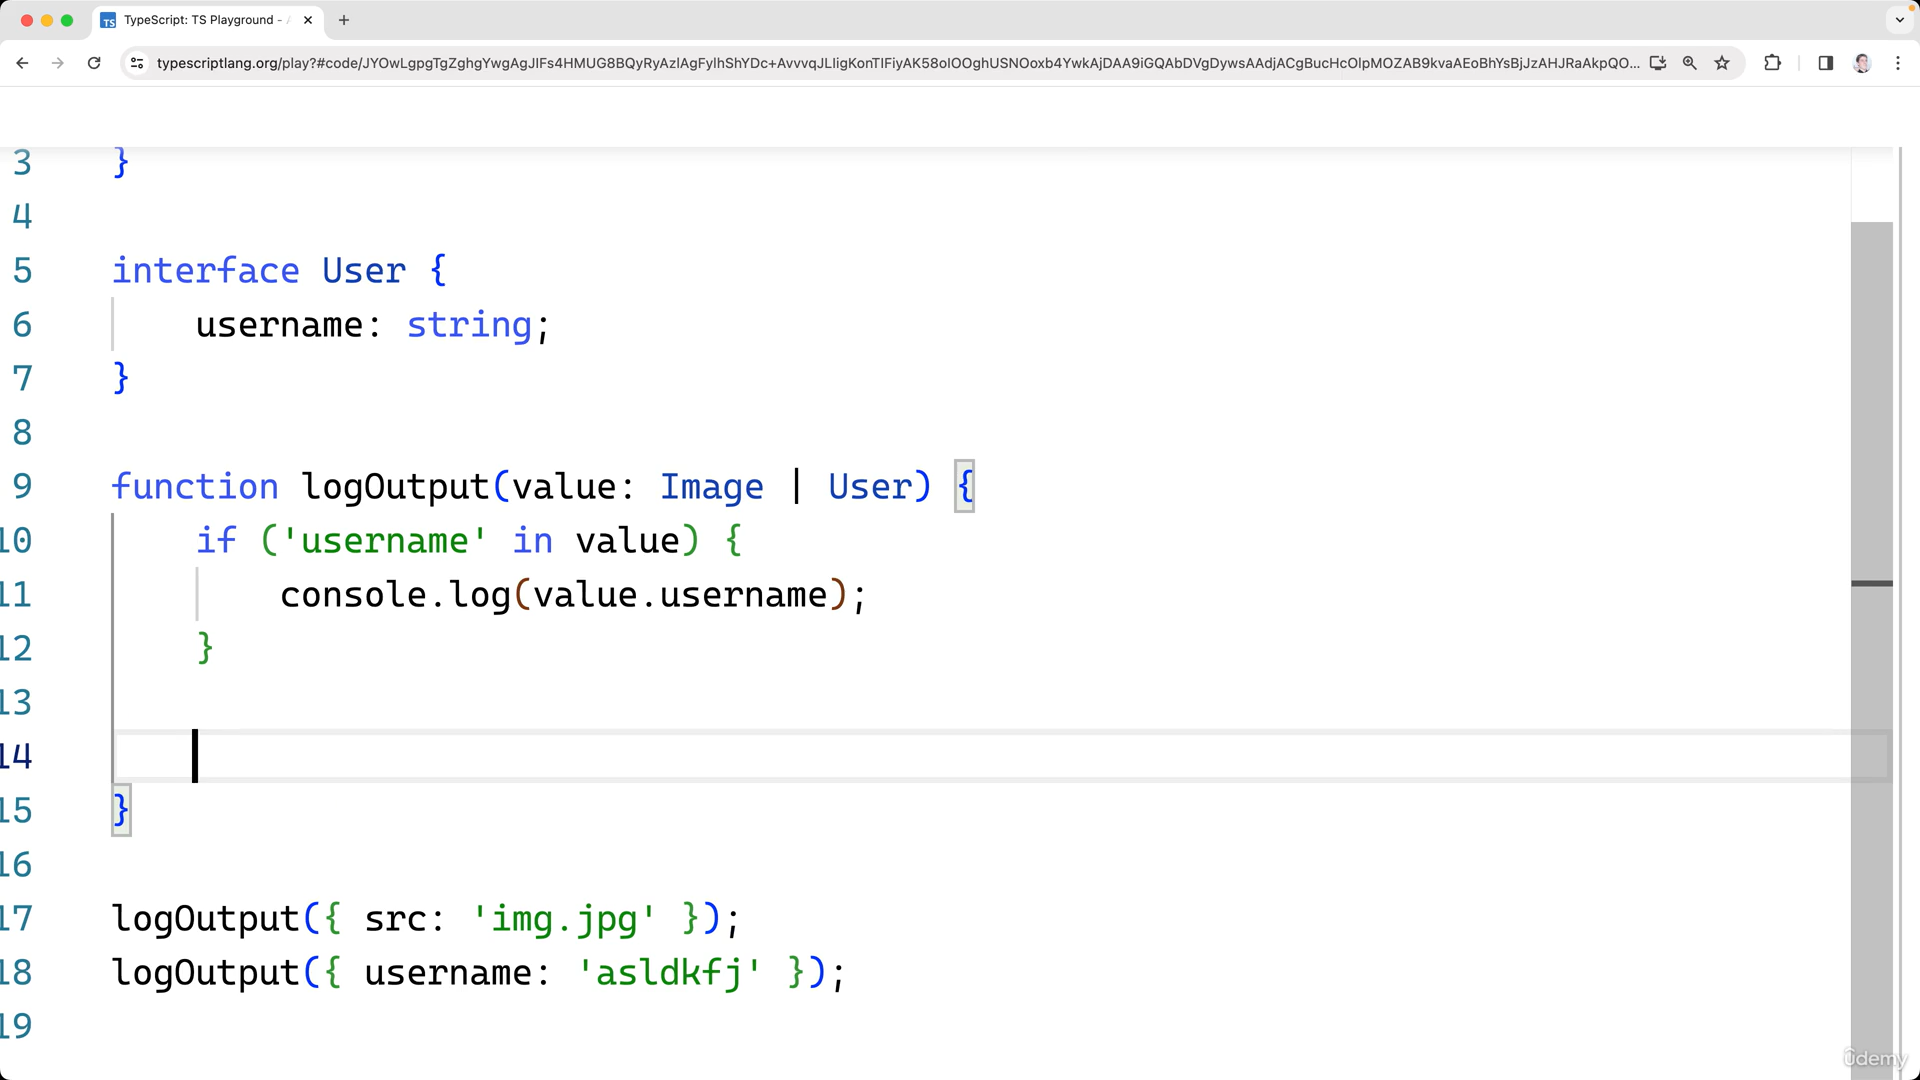 TypeScript: TS Playground -
typescriptlang.org/play?#code/
3 }
4
5 interface User {
6 username: string;
7 }
8
9 function logOutput(value: Image | User) {
10 if ('username' in value) {
11 console.log(value.username);
12 }
13
14
15 }
16
17 logOutput({ src: 'img.jpg' });
18 logOutput({ username: 'asldkfj' });
19
udemy